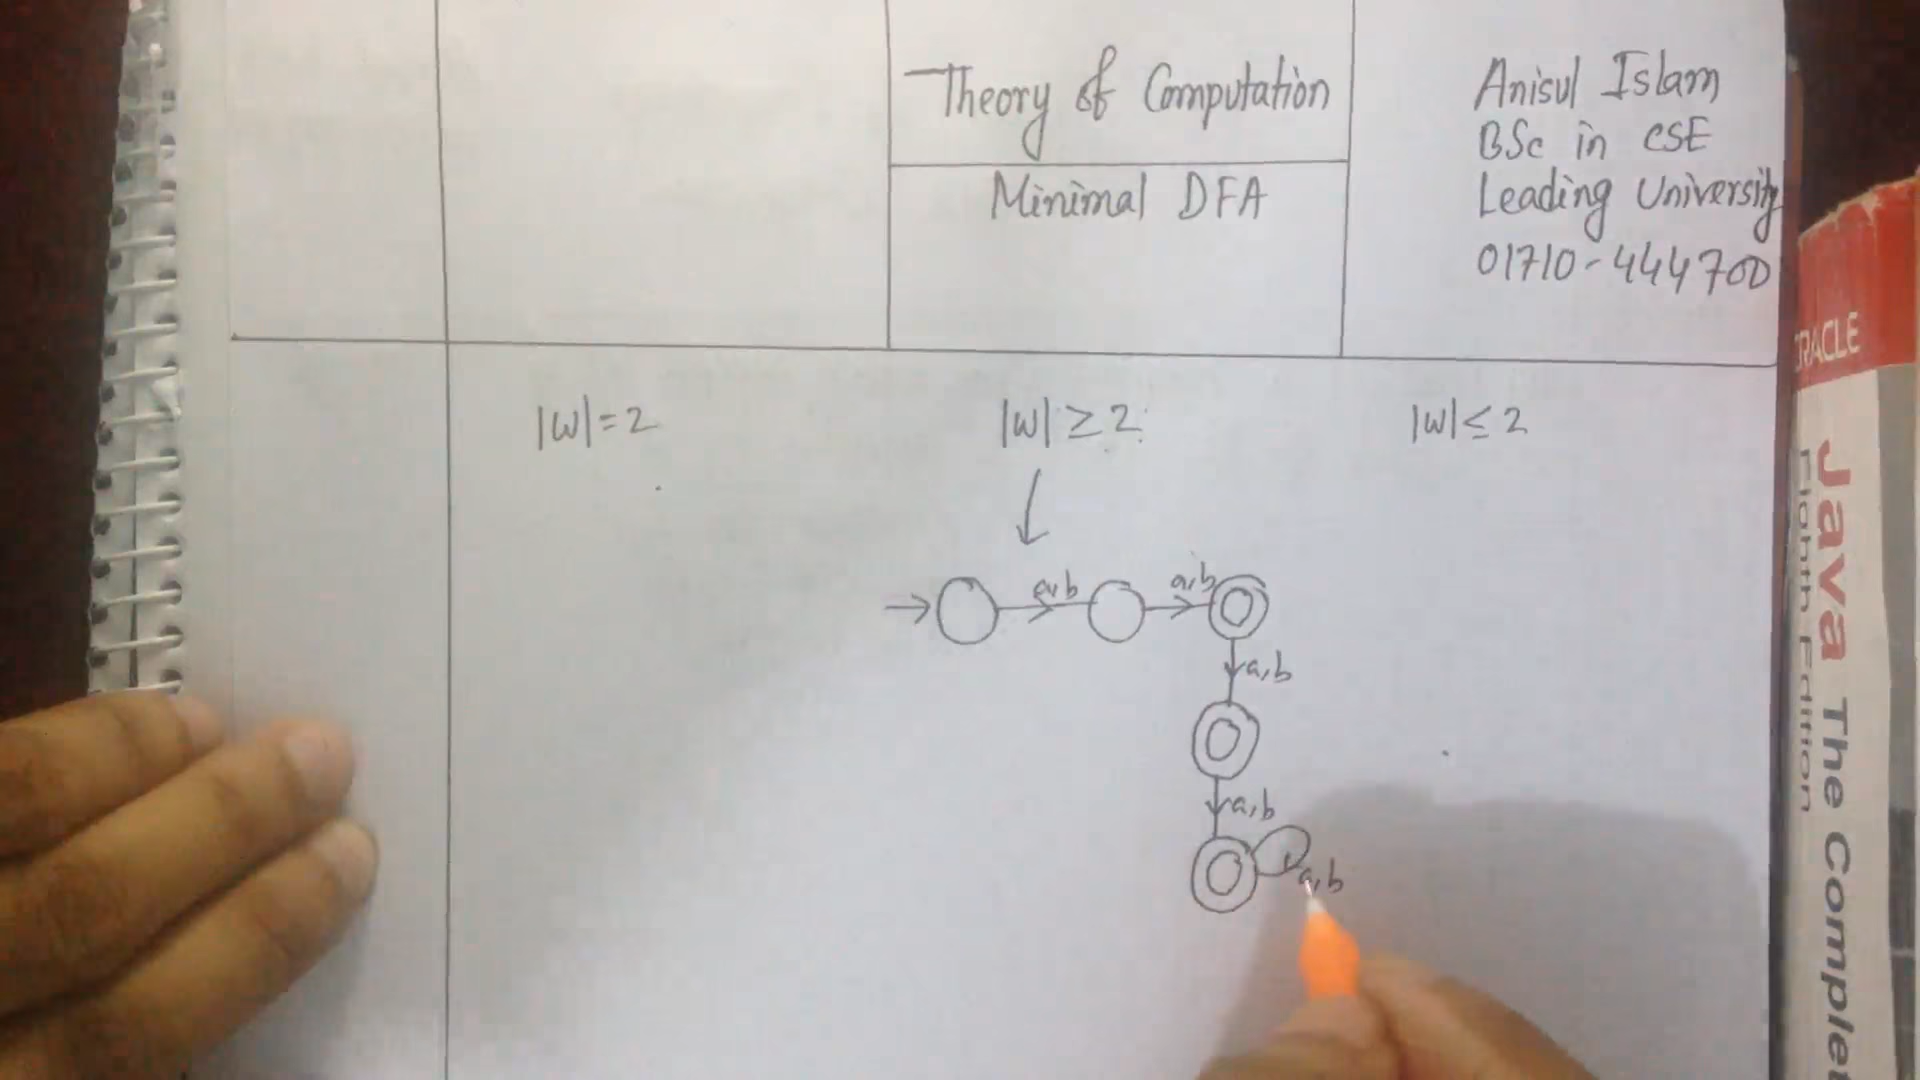 Theory of Computation
Minimal DFA
Anisul Islam
BSc in CSE
Leading University
01710-444700
|W|=2
|W| ≥ 2
|W| ≤ 2
a,b
a,b
a,b
a,b
a,b
ORACLE
Java The Complete
Eighth Edition